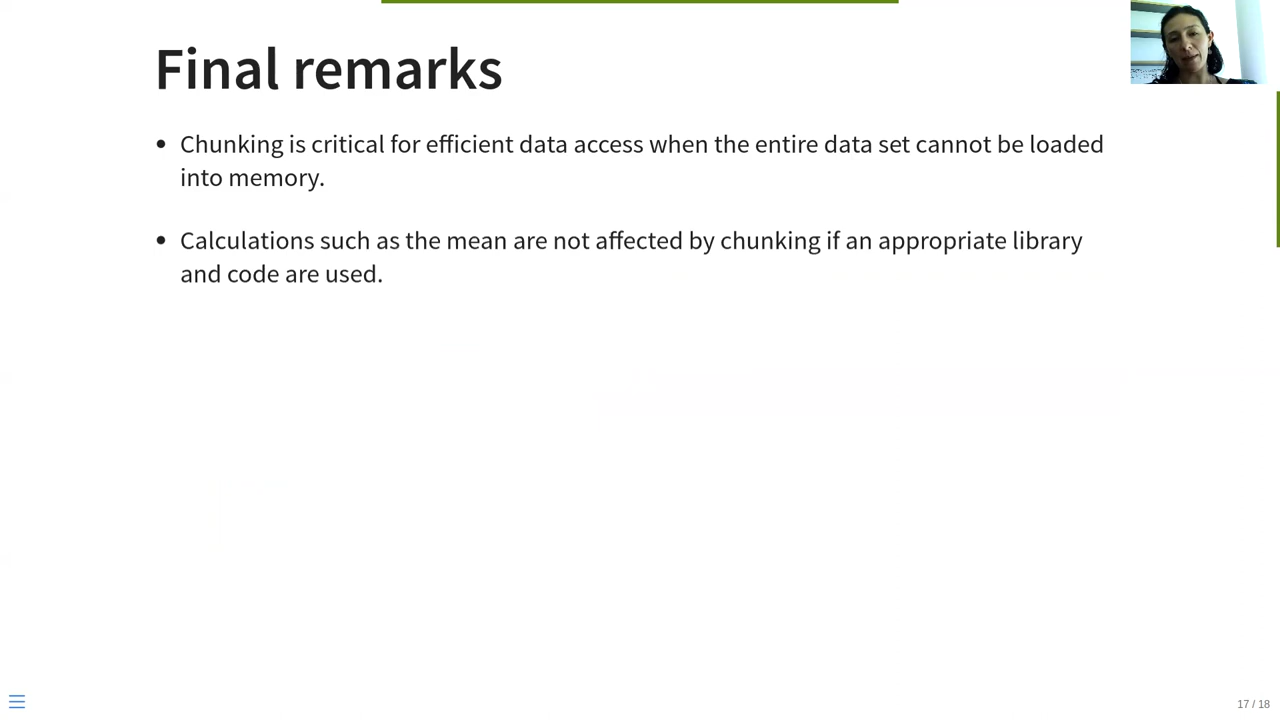 Final remarks
• Chunking is critical for efficient data access when the entire data set cannot be loaded
into memory.
• Calculations such as the mean are not affected by chunking if an appropriate library
and code are used.
17 / 18